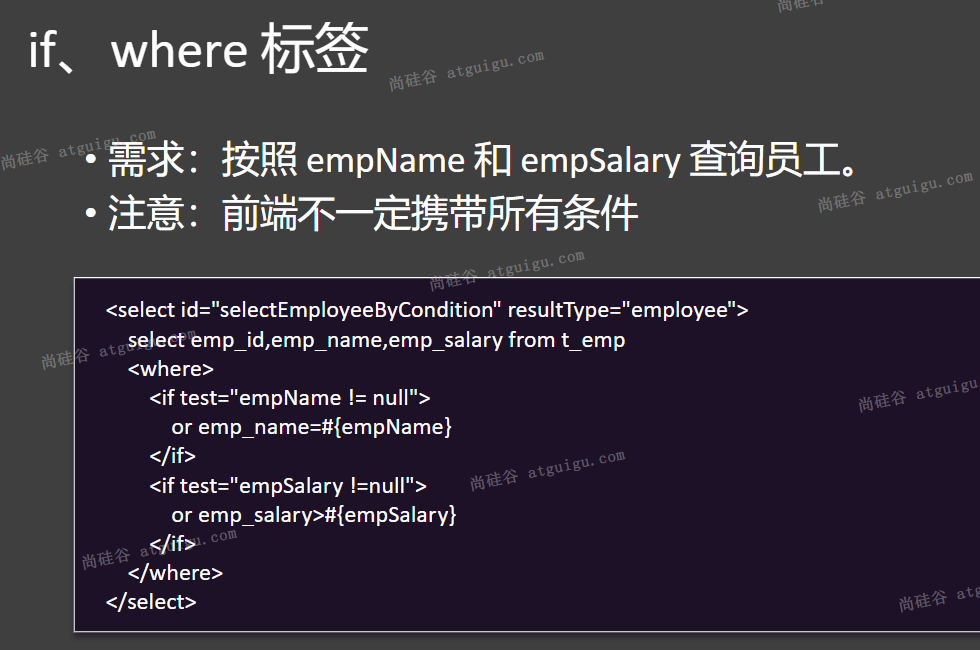 if、where 标签
• 需求：按照 empName 和 empSalary 查询员工。
• 注意：前端不一定携带所有条件
<select id="selectEmployeeByCondition" resultType="employee">
select emp_id,emp_name,emp_salary from t_emp
<where>
<if test="empName != null">
or emp_name=#{empName}
</if>
<if test="empSalary !=null">
or emp_salary>#{empSalary}
</if>
</where>
</select>
尚硅谷
尚硅谷 atguigu.com
尚硅谷 atguigu.com
尚硅谷 atguigu.com
尚硅谷 atguigu.com
尚硅谷 atguigu.com
尚硅谷 atguigu.
尚硅谷 atguigu.com
尚硅谷 atguigu.com
尚硅谷 atg